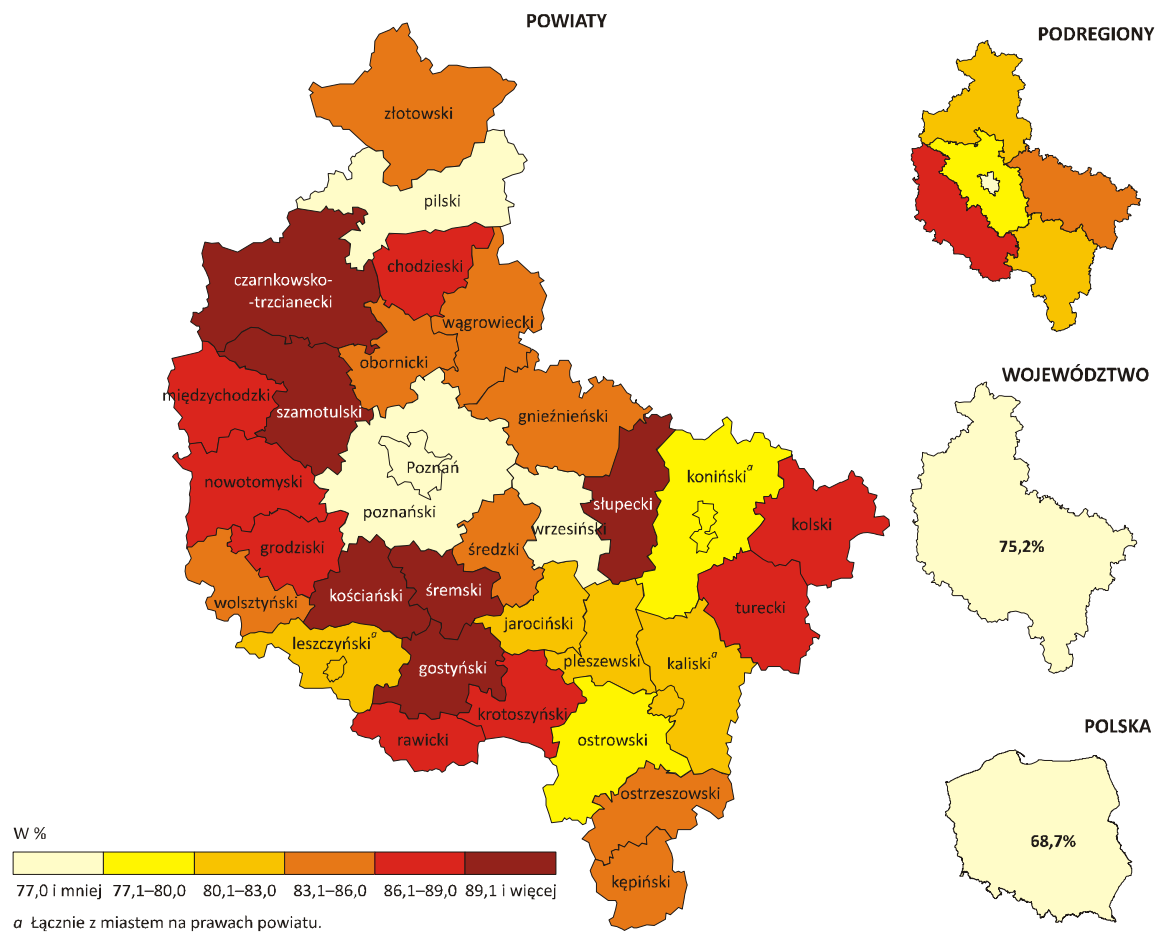 POWIATY
PODREGIONY
złotowski
pilski
chodzieski
czarnkowsko-
-trzcianecki
wągrowiecki
obornicki
WOJEWÓDZTWO
międzychodzki
szamotulski
gnieźnieński
Poznań
koniński a
nowotomyski
słupecki
poznański
wrzesiński
kolski
średzki
grodziski
75,2%
śremski
kościański
wolsztyński
turecki
jarociński
leszczyński a
pleszewski
kaliski a
gostyński
krotoszyński
rawicki
ostrowski
POLSKA
ostrzeszowski
W %
68,7%
kępiński
77,0 i mniej 77,1–80,0 80,1–83,0 83,1–86,0 86,1–89,0 89,1 i więcej
a Łącznie z miastem na prawach powiatu.